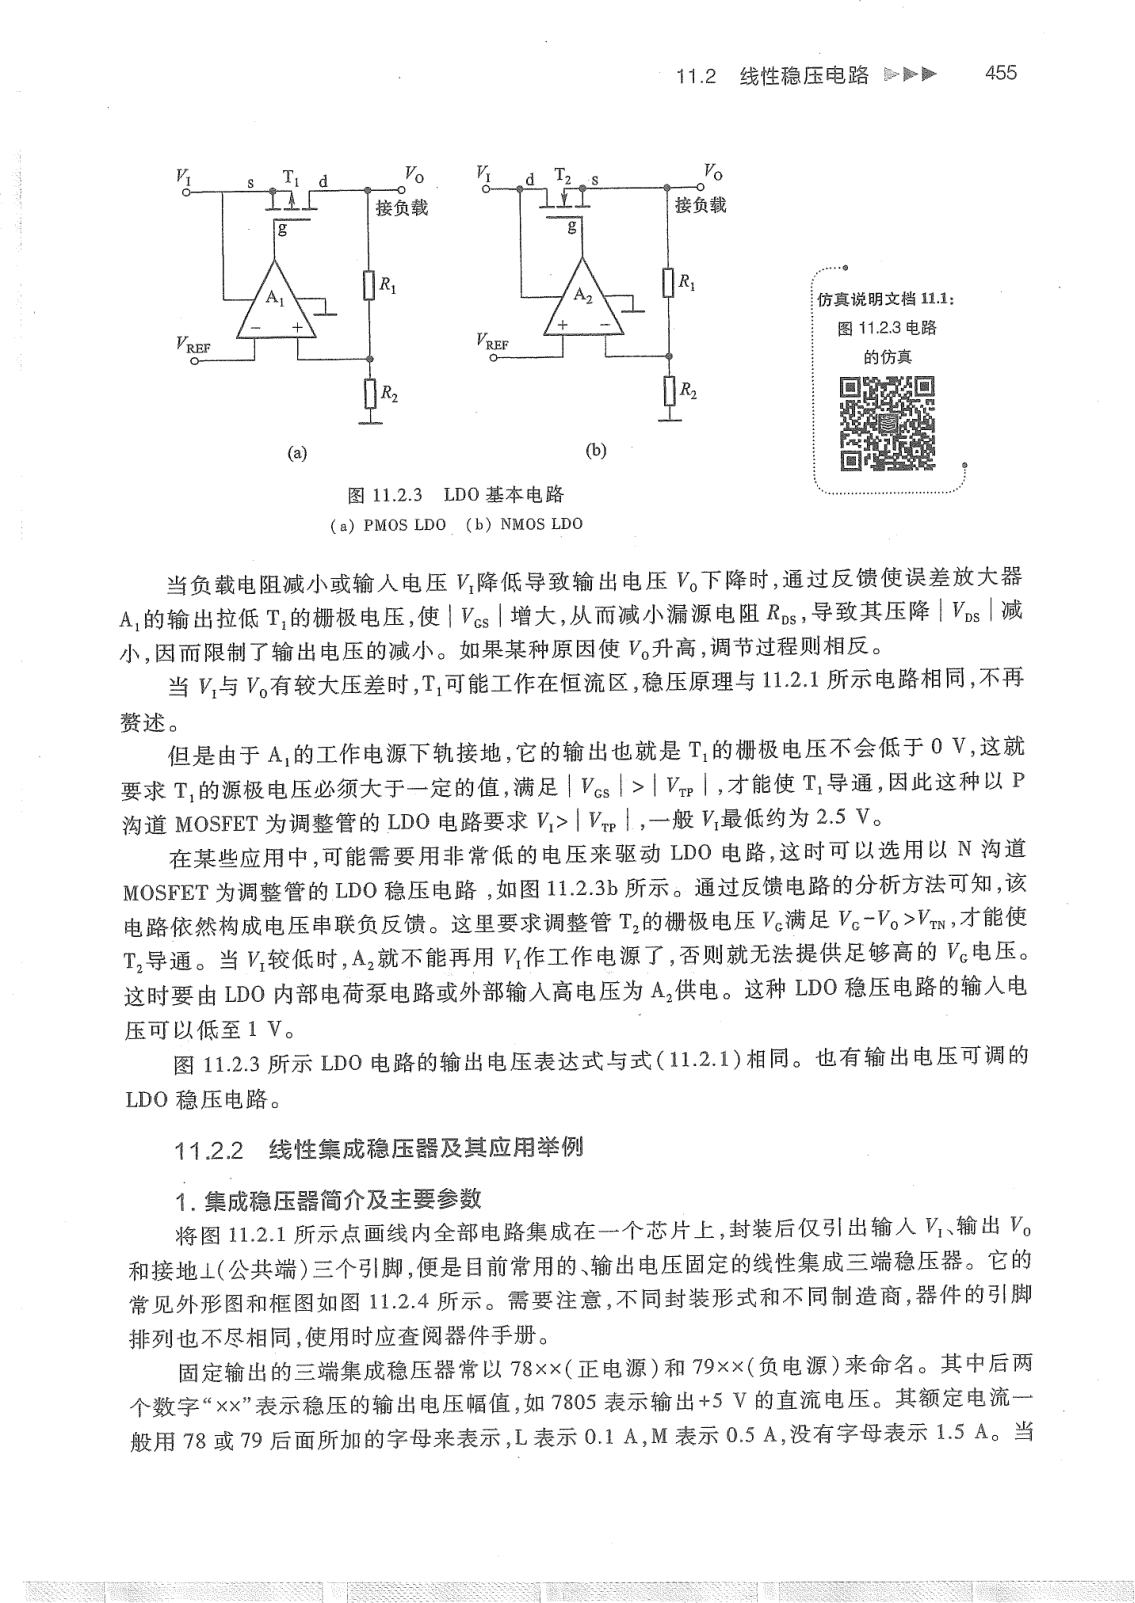 11.2 线性稳压电路 455
V_I s T₁ d V_O
接负载
g
A₁
R₁
- +
V_REF
R₂
(a)
V_I d T₂ s V_O
接负载
g
A₂
R₁
+ -
V_REF
R₂
(b)
仿真说明文档 11.1:
图 11.2.3 电路
的仿真
图 11.2.3 LDO 基本电路
(a) PMOS LDO (b) NMOS LDO
当负载电阻减小或输入电压 V_I降低导致输出电压 V_O下降时,通过反馈使误差放大器
A₁的输出拉低 T₁的栅极电压,使|V_GS|增大,从而减小漏源电阻 R_DS,导致其压降|V_DS|减
小,因而限制了输出电压的减小。如果某种原因使 V_O升高,调节过程则相反。
当 V_I与 V_O有较大压差时,T₁可能工作在恒流区,稳压原理与 11.2.1 所示电路相同,不再
赘述。
但是由于 A₁的工作电源下轨接地,它的输出也就是 T₁的栅极电压不会低于 0 V,这就
要求 T₁的源极电压必须大于一定的值,满足|V_GS|>|V_TP|,才能使 T₁导通,因此这种以 P
沟道 MOSFET 为调整管的 LDO 电路要求 V_I>|V_TP|,一般 V_I最低约为 2.5 V。
在某些应用中,可能需要用非常低的电压来驱动 LDO 电路,这时可以选用以 N 沟道
MOSFET 为调整管的 LDO 稳压电路,如图 11.2.3b 所示。通过反馈电路的分析方法可知,该
电路依然构成电压串联负反馈。这里要求调整管 T₂的栅极电压 V_G满足 V_G-V_O>V_TN,才能使
T₂导通。当 V_I较低时,A₂就不能再用 V_I作工作电源了,否则就无法提供足够高的 V_G电压。
这时要由 LDO 内部电荷泵电路或外部输入高电压为 A₂供电。这种 LDO 稳压电路的输入电
压可以低至 1 V。
图 11.2.3 所示 LDO 电路的输出电压表达式与式(11.2.1)相同。也有输出电压可调的
LDO 稳压电路。
11.2.2 线性集成稳压器及其应用举例
1. 集成稳压器简介及主要参数
将图 11.2.1 所示点画线内全部电路集成在一个芯片上,封装后仅引出输入 V_I、输出 V_O
和接地⊥(公共端)三个引脚,便是目前常用的、输出电压固定的线性集成三端稳压器。它的
常见外形图和框图如图 11.2.4 所示。需要注意,不同封装形式和不同制造商,器件的引脚
排列也不尽相同,使用时应查阅器件手册。
固定输出的三端集成稳压器常以 78××(正电源)和 79××(负电源)来命名。其中后两
个数字“××”表示稳压的输出电压幅值,如 7805 表示输出+5 V 的直流电压。其额定电流一
般用 78 或 79 后面所加的字母来表示,L 表示 0.1 A,M 表示 0.5 A,没有字母表示 1.5 A。当